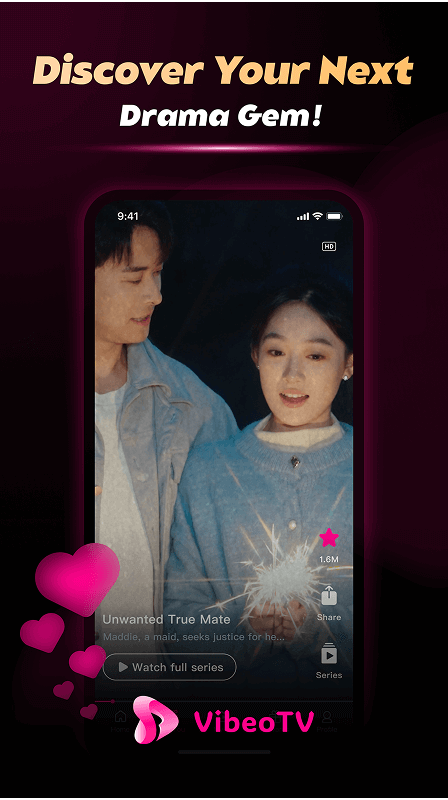 Discover Your Next
Drama Gem!
9:41
HD
1.6M
Share
Unwanted True Mate
Maddie, a maid, seeks justice for he...
Watch full series
Series
VibeoTV